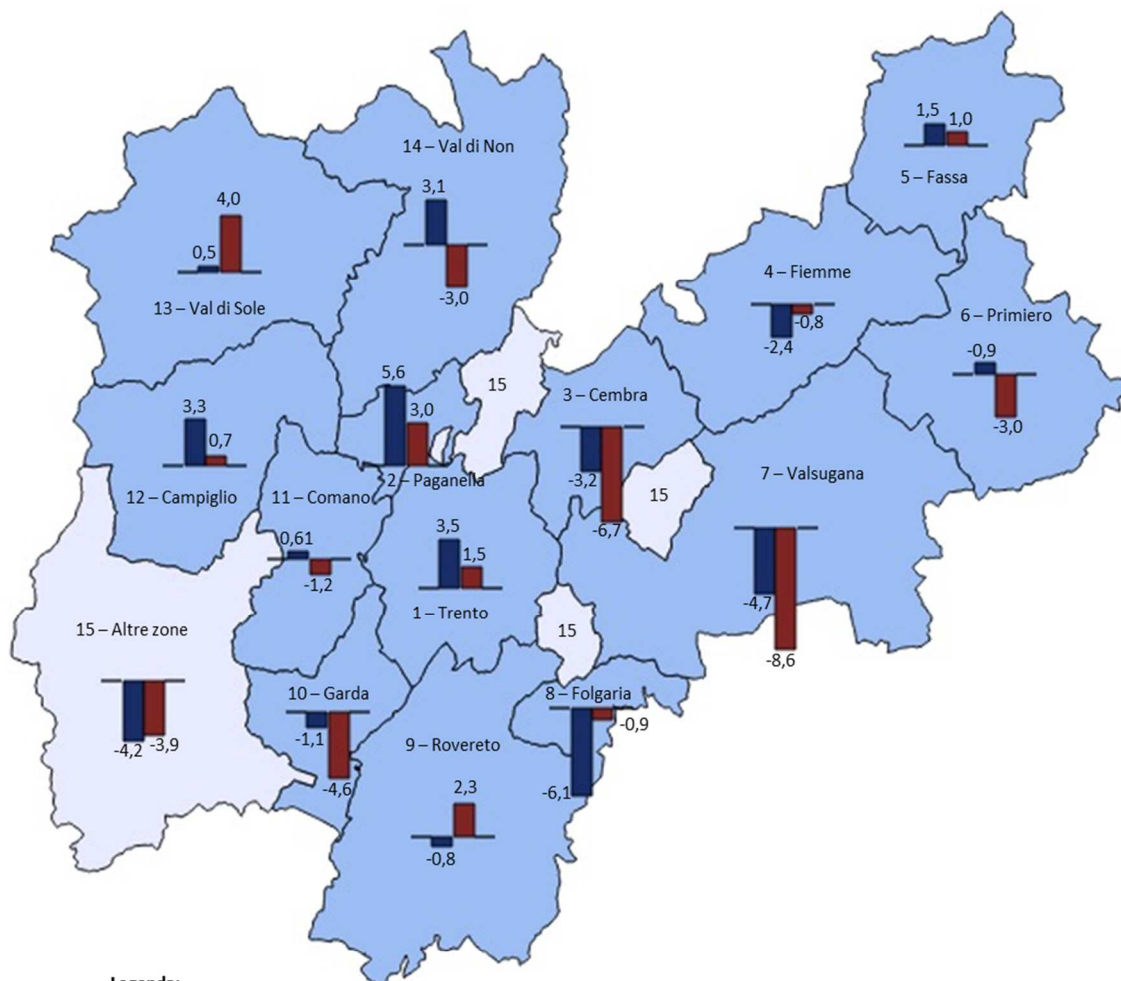 1,5
1,0
5 – Fassa
14 – Val di Non
3,1
-3,0
4,0
0,5
13 – Val di Sole
4 – Fiemme
-0,8
-2,4
6 – Primiero
-0,9
-3,0
15
5,6
3,0
2 – Paganella
3 – Cembra
-3,2
-6,7
15
3,3
0,7
12 – Campiglio
11 – Comano
0,61
-1,2
7 – Valsugana
-4,7
-8,6
3,5
1,5
1 – Trento
15
15 – Altre zone
-4,2
-3,9
10 – Garda
-1,1
-4,6
8 – Folgaria
-0,9
-6,1
9 – Rovereto
2,3
-0,8